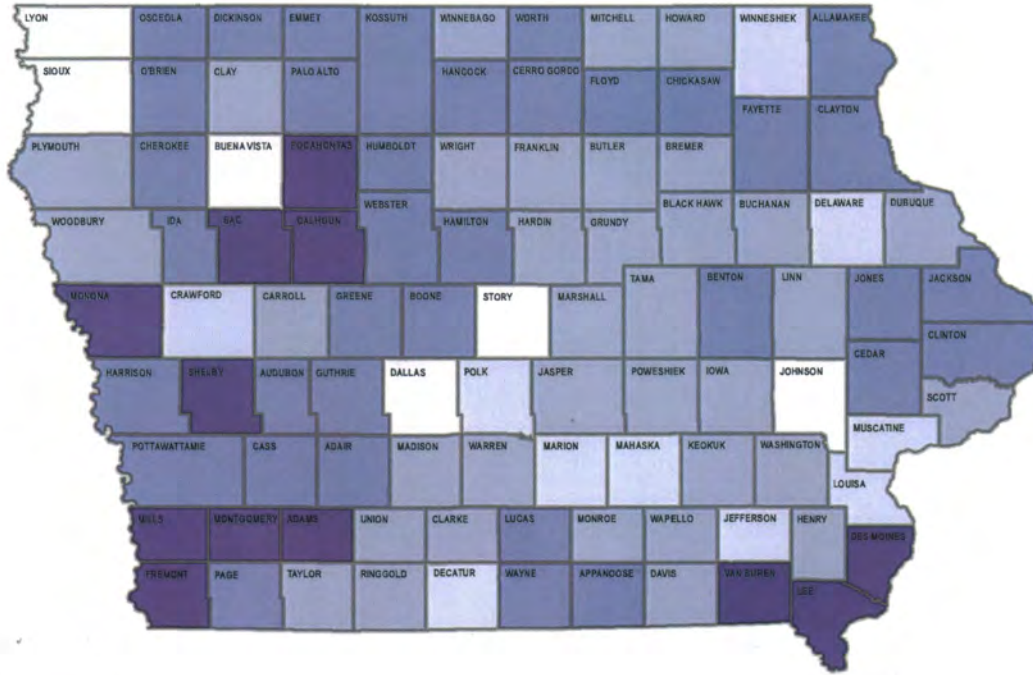 LYON
OSCEOLA
DICKINSON
EMMET
KOSSUTH
WINNEBAGO
WORTH
MITCHELL
HOWARD
WINNESHIEK
ALLAMAKEE
SIOUX
O'BRIEN
CLAY
PALO ALTO
HANCOCK
CERRO GORDO
FLOYD
CHICKASAW
FAYETTE
CLAYTON
PLYMOUTH
CHEROKEE
BUENA VISTA
POCAHONTAS
HUMBOLDT
WRIGHT
FRANKLIN
BUTLER
BREMER
WOODBURY
IDA
SAC
CALHOUN
WEBSTER
HAMILTON
HARDIN
GRUNDY
BLACK HAWK
BUCHANAN
DELAWARE
DUBUQUE
MONONA
CRAWFORD
CARROLL
GREENE
BOONE
STORY
MARSHALL
TAMA
BENTON
LINN
JONES
JACKSON
CLINTON
HARRISON
SHELBY
AUDUBON
GUTHRIE
DALLAS
POLK
JASPER
POWESHIEK
IOWA
JOHNSON
CEDAR
SCOTT
MUSCATINE
POTTAWATTAMIE
CASS
ADAIR
MADISON
WARREN
MARION
MAHASKA
KEOKUK
WASHINGTON
LOUISA
MILLS
MONTGOMERY
ADAMS
UNION
CLARKE
LUCAS
MONROE
WAPELLO
JEFFERSON
HENRY
DES MOINES
FREMONT
PAGE
TAYLOR
RINGGOLD
DECATUR
WAYNE
APPANOOSE
DAVIS
VAN BUREN
LEE